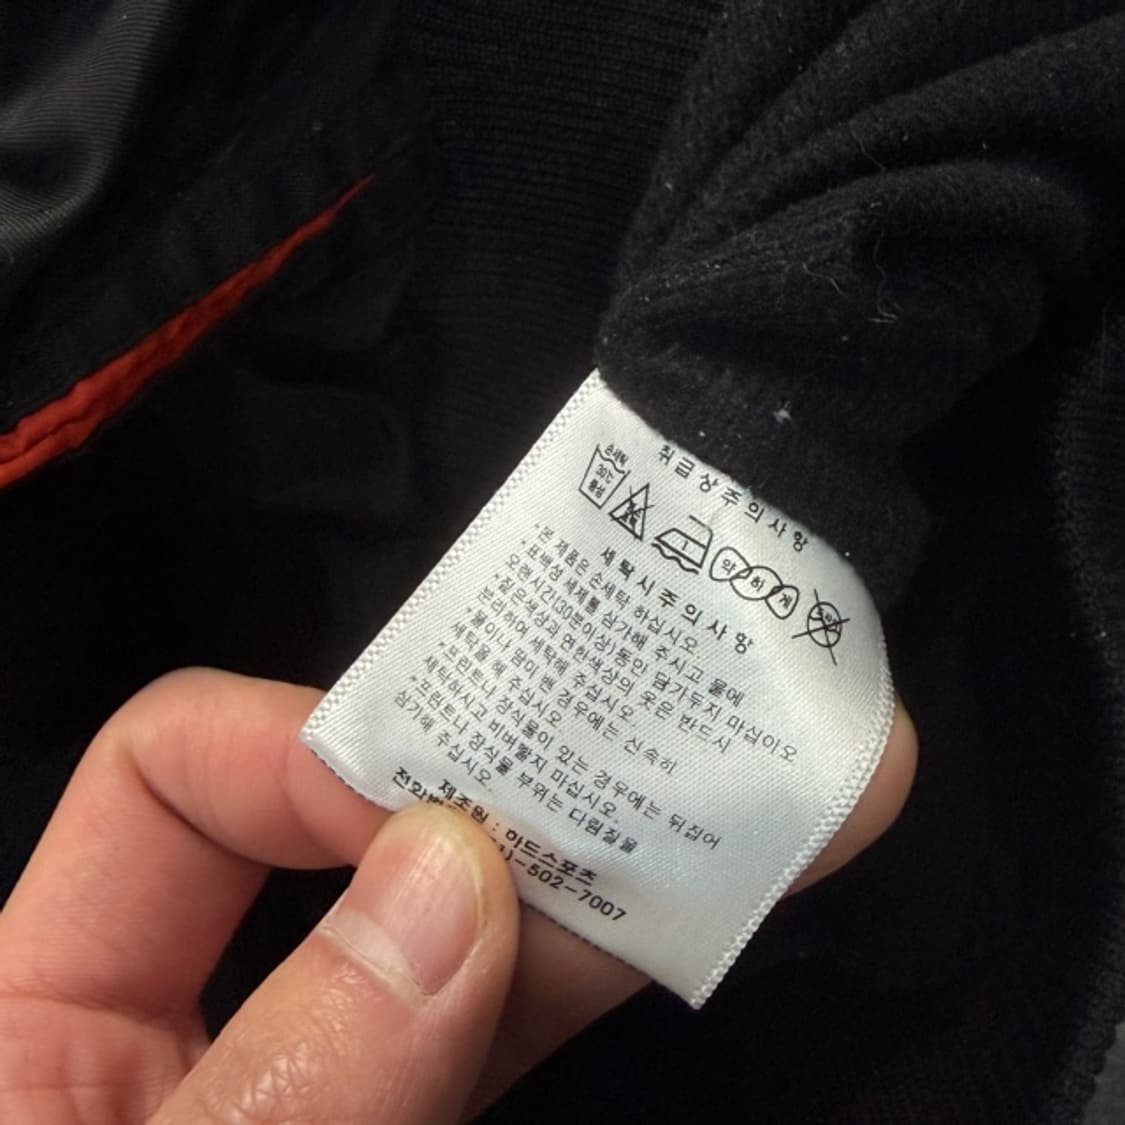 취급상주의사항
손세탁
30℃
중성
약하게
세탁시주의사항
*본 제품은 손세탁 하십시오
*표백성 세제를 삼가해 주시고 물에
오랜시간(30분이상)동안 담가두지 마십이오
*짙은색상과 연한색상의 옷은 반드시
분리하여 세탁해 주십시오.
*물이나 땀이 밴 경우에는 신속히
세탁을 해 주십시오
*프린트나 장식물이 있는 경우에는 뒤집어
세탁하시고 비벼빨지 마십시오.
*프린트나 장식물 부위는 다림질을
삼가해 주십시오.
제조원 : 마드스포츠
-502-7007